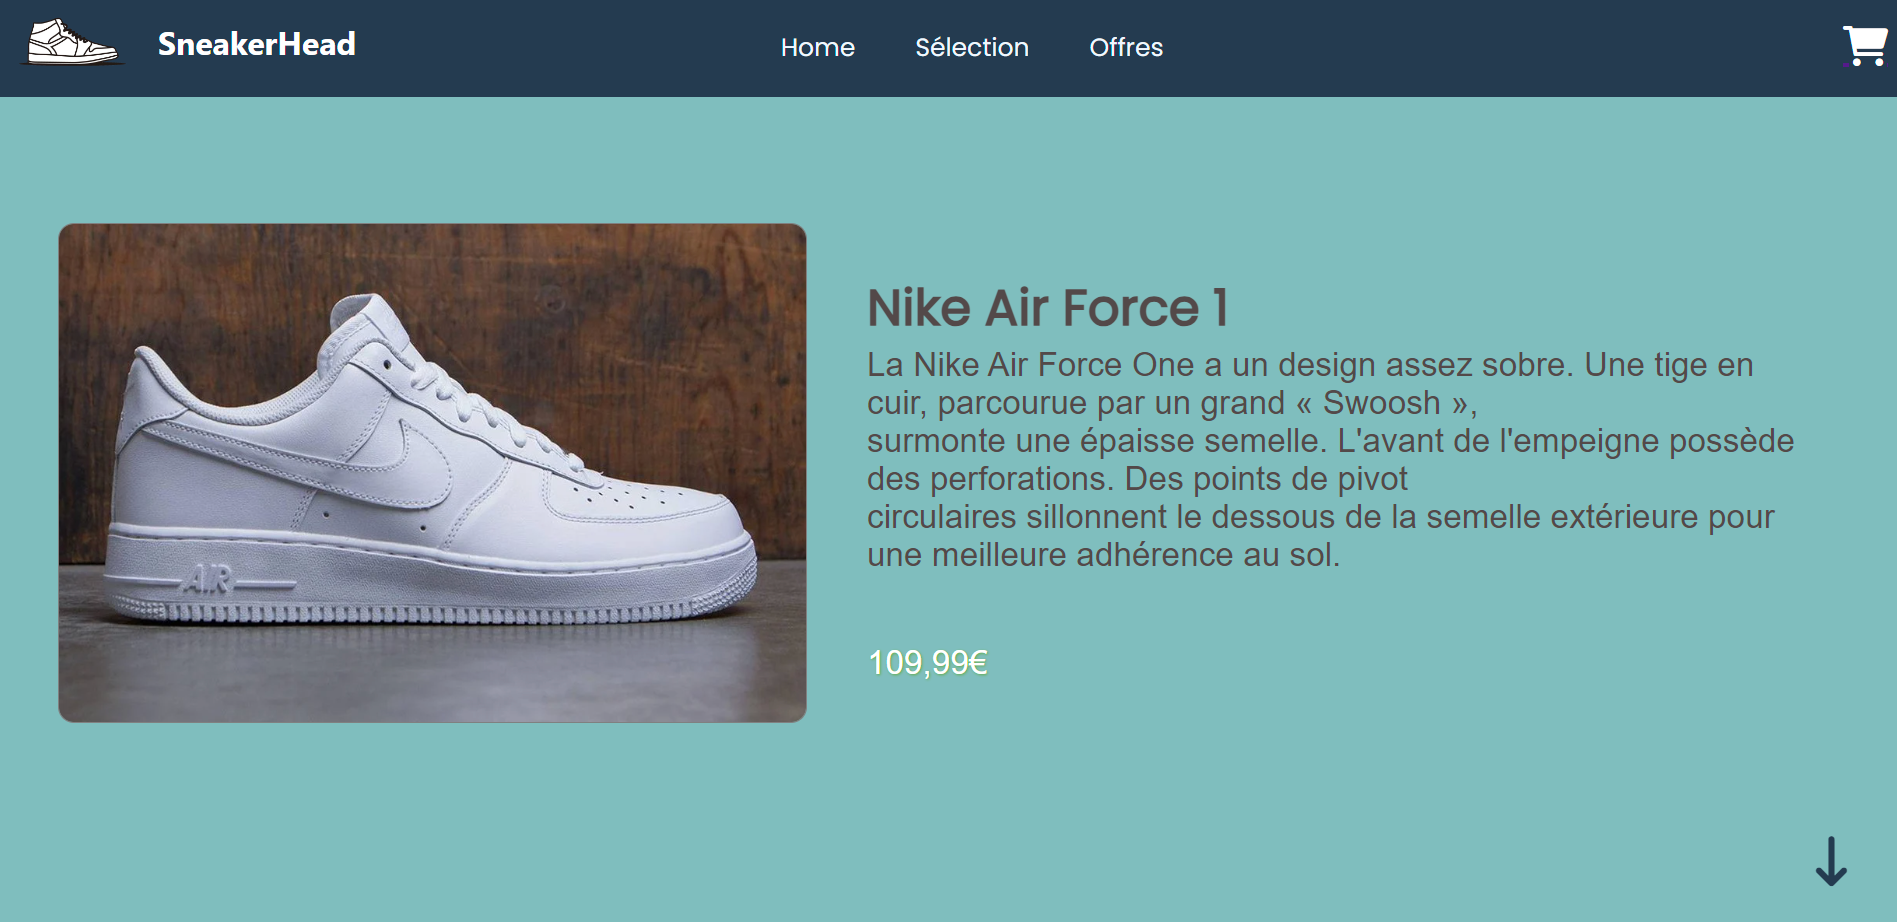 SneakerHead
Home
Sélection
Offres
Nike Air Force 1
La Nike Air Force One a un design assez sobre. Une tige en
cuir, parcourue par un grand « Swoosh »,
surmonte une épaisse semelle. L'avant de l'empeigne possède
des perforations. Des points de pivot
circulaires sillonnent le dessous de la semelle extérieure pour
une meilleure adhérence au sol.
109,99€
AIR